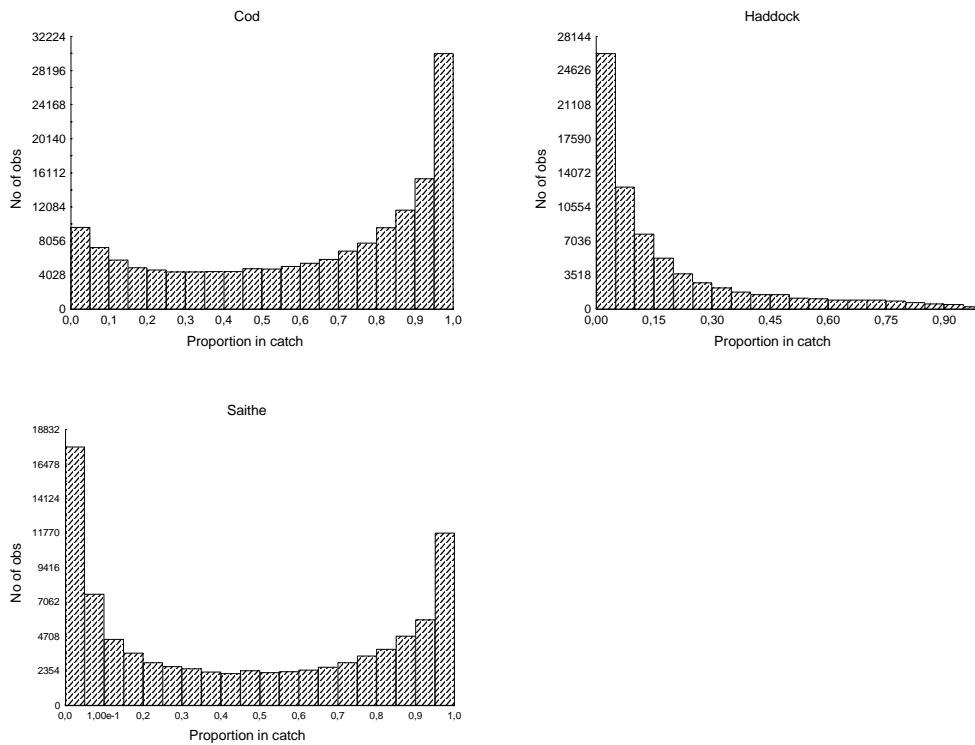 Cod
32224
28196
24168
20140
16112
12084
8056
4028
0
No of obs
0,0 0,1 0,2 0,3 0,4 0,5 0,6 0,7 0,8 0,9 1,0
Proportion in catch
Haddock
28144
24626
21108
17590
14072
10554
7036
3518
0
No of obs
0,00 0,15 0,30 0,45 0,60 0,75 0,90
Proportion in catch
Saithe
18832
16478
14124
11770
9416
7062
4708
2354
0
No of obs
0,0 1,00e-1 0,2 0,3 0,4 0,5 0,6 0,7 0,8 0,9 1,0
Proportion in catch